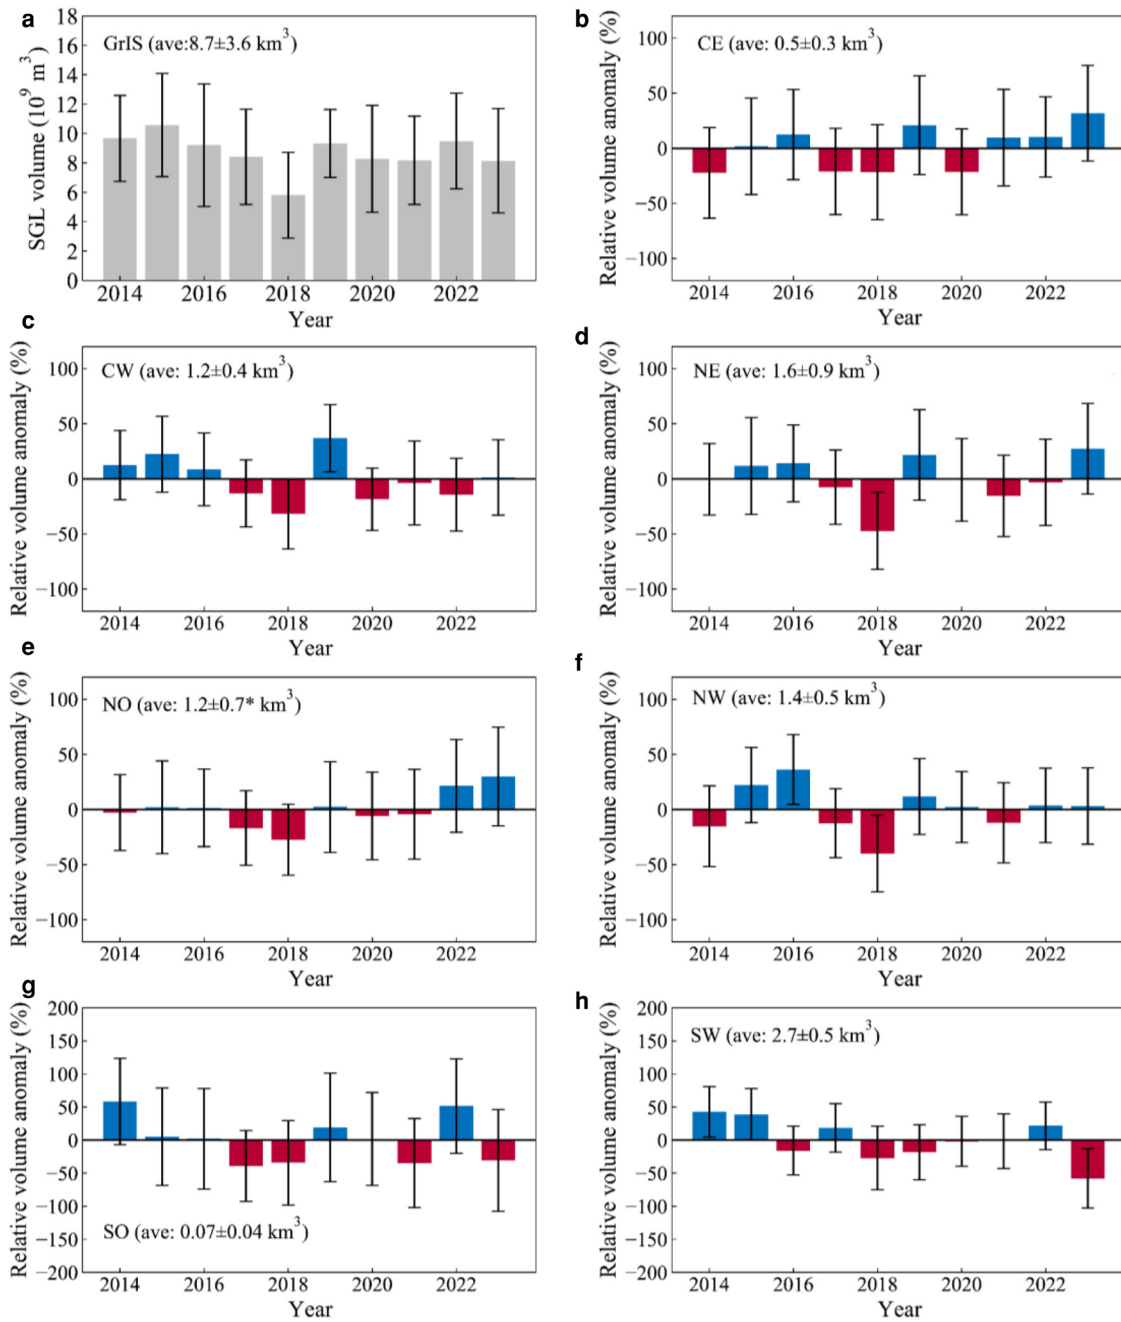 a
GrIS (ave:8.7±3.6 km³)
SGL volume (10⁹ m³)
18
16
14
12
10
8
6
4
2
0
2014 2016 2018 2020 2022
Year
b
CE (ave: 0.5±0.3 km³)
Relative volume anomaly (%)
100
50
0
−50
−100
2014 2016 2018 2020 2022
Year
c
CW (ave: 1.2±0.4 km³)
Relative volume anomaly (%)
100
50
0
−50
−100
2014 2016 2018 2020 2022
Year
d
NE (ave: 1.6±0.9 km³)
Relative volume anomaly (%)
100
50
0
−50
−100
2014 2016 2018 2020 2022
Year
e
NO (ave: 1.2±0.7* km³)
Relative volume anomaly (%)
100
50
0
−50
−100
2014 2016 2018 2020 2022
Year
f
NW (ave: 1.4±0.5 km³)
Relative volume anomaly (%)
100
50
0
−50
−100
2014 2016 2018 2020 2022
Year
g
Relative volume anomaly (%)
200
150
100
50
0
−50
−100
−150
−200
SO (ave: 0.07±0.04 km³)
2014 2016 2018 2020 2022
Year
h
SW (ave: 2.7±0.5 km³)
Relative volume anomaly (%)
200
150
100
50
0
−50
−100
−150
−200
2014 2016 2018 2020 2022
Year